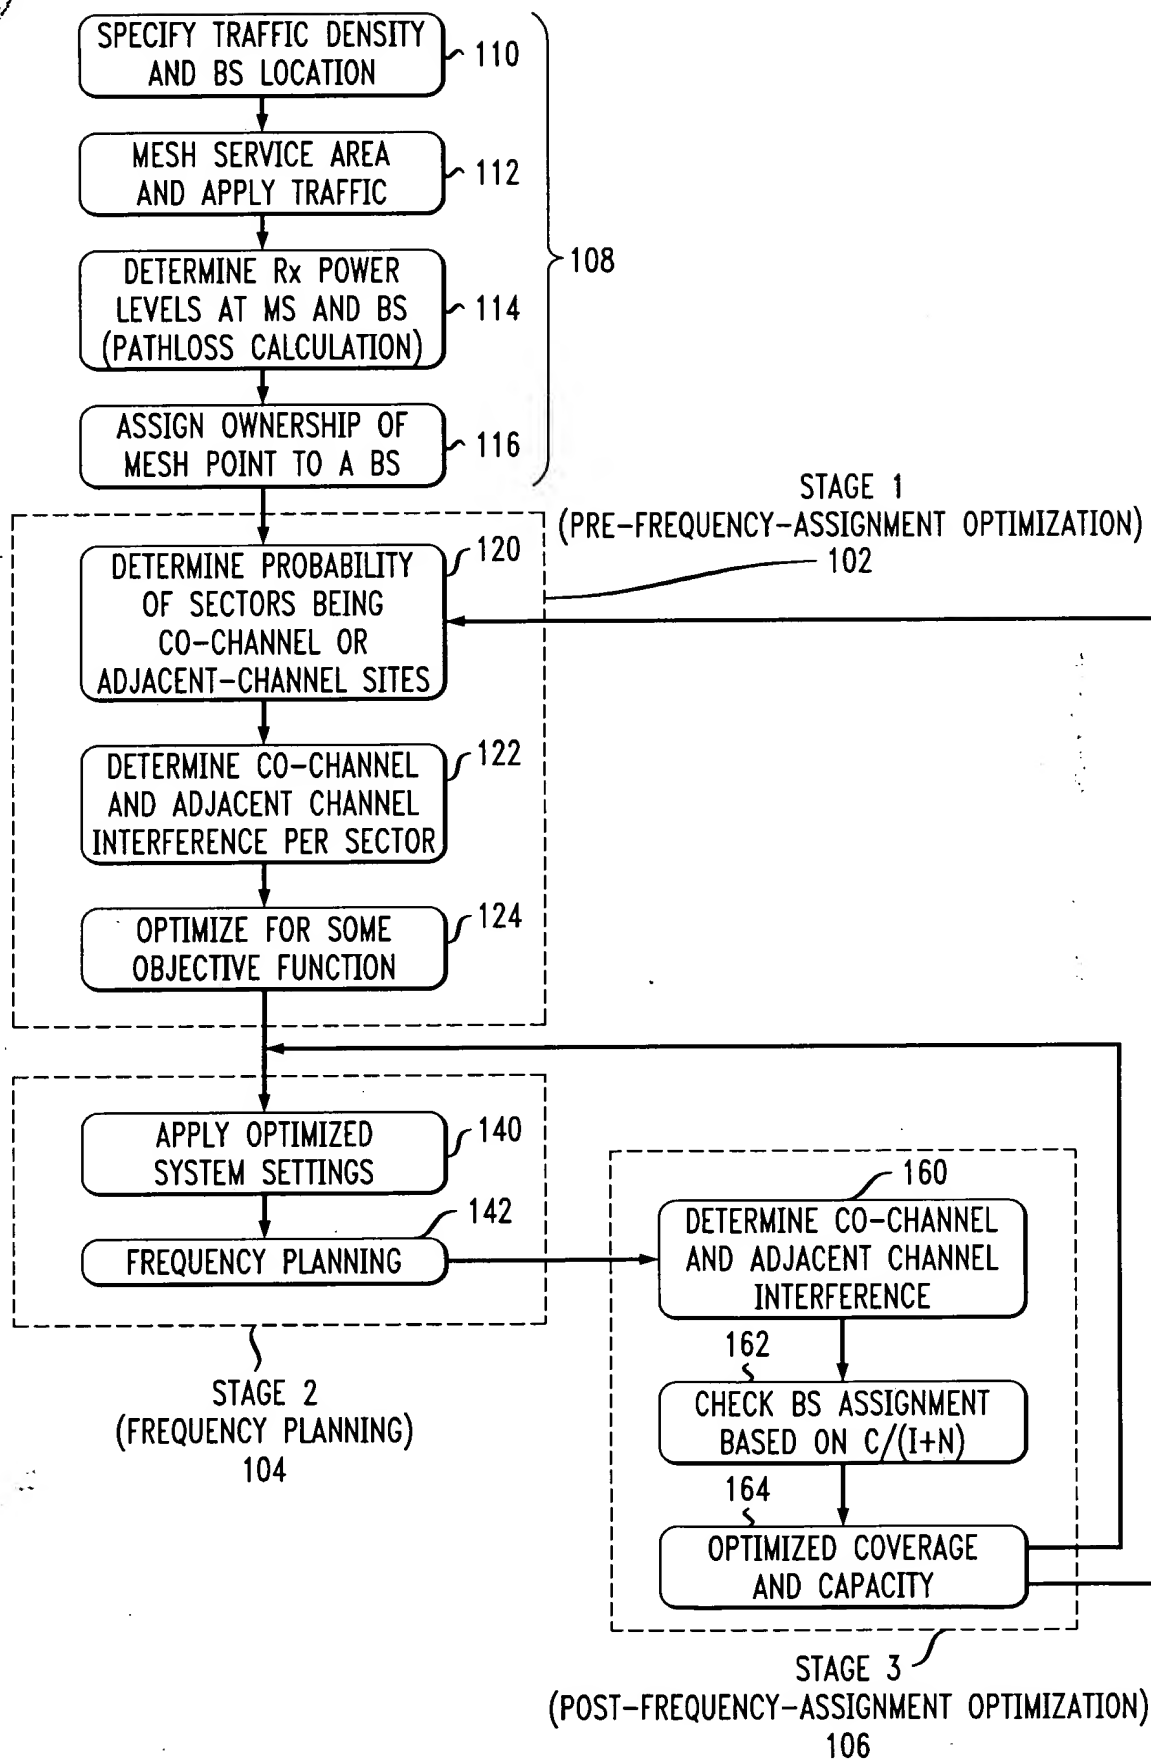 SPECIFY TRAFFIC DENSITY
AND BS LOCATION
110
MESH SERVICE AREA
AND APPLY TRAFFIC
112
DETERMINE Rx POWER
LEVELS AT MS AND BS
(PATHLOSS CALCULATION)
114
108
ASSIGN OWNERSHIP OF
MESH POINT TO A BS
116
STAGE 1
(PRE-FREQUENCY-ASSIGNMENT OPTIMIZATION)
102
DETERMINE PROBABILITY
OF SECTORS BEING
CO-CHANNEL OR
ADJACENT-CHANNEL SITES
120
DETERMINE CO-CHANNEL
AND ADJACENT CHANNEL
INTERFERENCE PER SECTOR
122
OPTIMIZE FOR SOME
OBJECTIVE FUNCTION
124
APPLY OPTIMIZED
SYSTEM SETTINGS
140
FREQUENCY PLANNING
142
STAGE 2
(FREQUENCY PLANNING)
104
160
DETERMINE CO-CHANNEL
AND ADJACENT CHANNEL
INTERFERENCE
162
CHECK BS ASSIGNMENT
BASED ON C/(I+N)
164
OPTIMIZED COVERAGE
AND CAPACITY
STAGE 3
(POST-FREQUENCY-ASSIGNMENT OPTIMIZATION)
106